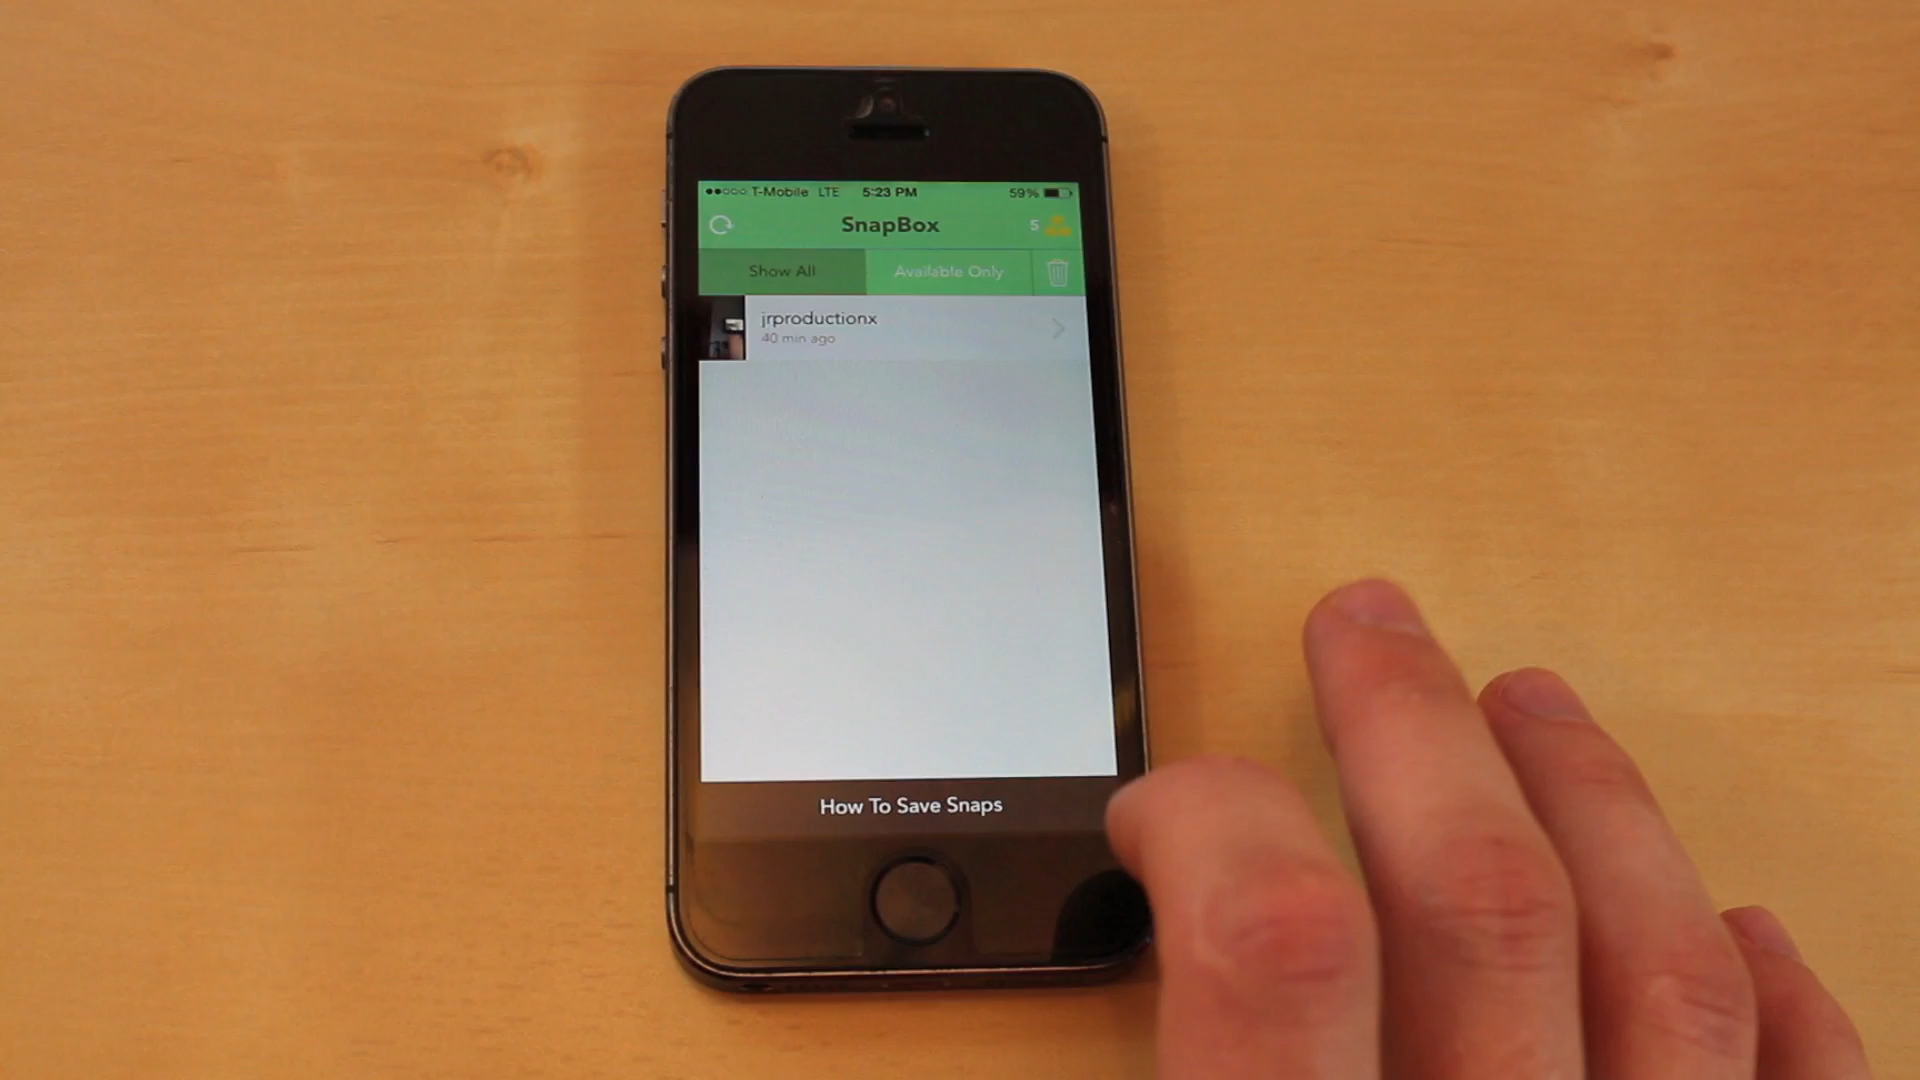 T-Mobile LTE 5:23 PM 59%
SnapBox 5
Show All Available Only
jrproductionx
40 min ago
How To Save Snaps